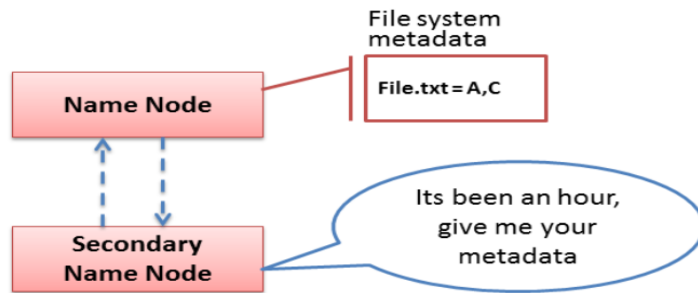 File system
metadata
Name Node
File.txt = A,C
Its been an hour,
give me your
metadata
Secondary
Name Node